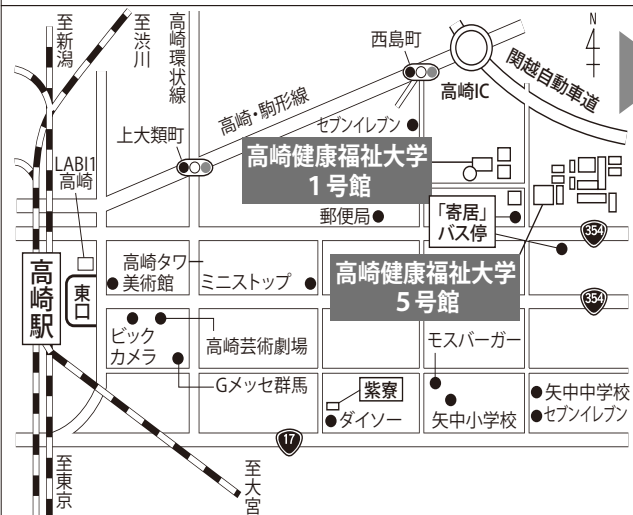 至新潟
至渋川
高崎環状線
西島町
N
4
高崎IC
関越自動車道
高崎・駒形線
上大類町
セブンイレブン
LABI1
高崎
高崎健康福祉大学
1号館
郵便局
「寄居」
バス停
354
高崎駅
東口
高崎タワー
美術館
ミニストップ
高崎健康福祉大学
5号館
354
ビック
カメラ
高崎芸術劇場
モスバーガー
Gメッセ群馬
紫寮
ダイソー
矢中小学校
矢中中学校
セブンイレブン
17
至東京
至大宮